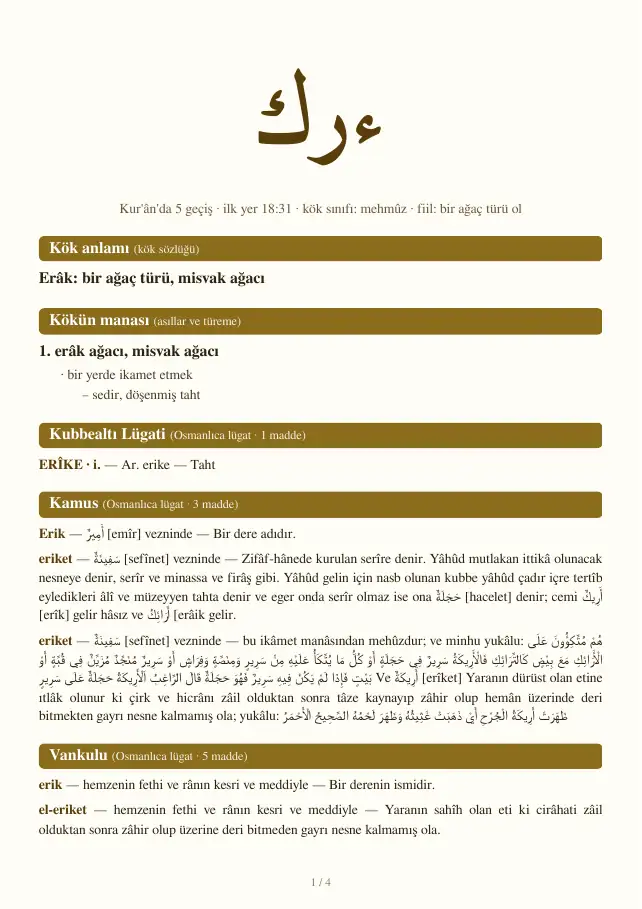 ءرك
Kur'ân'da 5 geçiş · ilk yer 18:31 · kök sınıfı: mehmûz · fiil: bir ağaç türü ol
Kök anlamı (kök sözlüğü)
Erâk: bir ağaç türü, misvak ağacı
Kökün manası (asıllar ve türeme)
1. erâk ağacı, misvak ağacı
· bir yerde ikamet etmek
– sedir, döşenmiş taht
Kubbealtı Lügati (Osmanlıca lügat · 1 madde)
ERÎKE · i. — Ar. erike — Taht
Kamus (Osmanlıca lügat · 3 madde)
Erik — أَمِيرٌ [emîr] vezninde — Bir dere adıdır.
eriket — سَفِينَةٌ [sefînet] vezninde — Zifâf-hânede kurulan serîre denir. Yâhûd mutlakan ittikâ olunacak
nesneye denir, serîr ve minassa ve firâş gibi. Yâhûd gelin için nasb olunan kubbe yâhûd çadır içre tertîb
eyledikleri âlî ve müzeyyen tahta denir ve eger onda serîr olmaz ise ona حَجَلَةٌ [hacelet] denir; cemi أَرِيكٌ
[erîk] gelir hâsız ve أَرَائِكُ [erâik gelir.
eriket — سَفِينَةٌ [sefînet] vezninde — bu ikâmet manâsından mehmûzdur; ve minhu yukâlu: هُمْ مُتَّكِؤُونَ عَلَى
الْأَرَائِكِ مَعَ بِيْضٍ كَالتَّرَائِكِ فَالْأَرِيكَةُ سَرِيرٌ فِي حَجَلَةٍ أَوْ كُلُّ مَا يُتَّكَأُ عَلَيْهِ مِنْ سَرِيرٍ وَمِنَصَّةٍ وَفِرَاشٍ أَوْ سَرِيرٌ مُنَجَّدٌ مُزَيَّنٌ فِي قُبَّةٍ أَوْ
بَيْتٍ فَإِذَا لَمْ يَكُنْ فِيهِ سَرِيرٌ فَهُوَ حَجَلَةٌ قَالَ الرَّاغِبُ اَلْأَرِيكَةُ حَجَلَةٌ عَلَى سَرِيرٍ Ve أَرِيكَةٌ [erîket] Yaranın dürüst olan etine
ıtlâk olunur ki çirk ve hicrânı zâil olduktan sonra tâze kaynayıp zâhir olup hemân üzerinde deri
bitmekten gayrı nesne kalmamış ola; yukâlu: ظَهَرَتْ أَرِيكَةُ الْجُرْحِ أَيْ ذَهَبَتْ غَثِيثَتُهُ وَظَهَرَ لَحْمُهُ الصَّحِيحُ الْأَحْمَرُ
Vankulu (Osmanlıca lügat · 5 madde)
erik — hemzenin fethi ve rânın kesri ve meddiyle — Bir derenin ismidir.
el-eriket — hemzenin fethi ve rânın kesri ve meddiyle — Yaranın sahîh olan eti ki cirâhati zâil
olduktan sonra zâhir olup üzerine deri bitmeden gayrı nesne kalmamış ola.
1 / 4